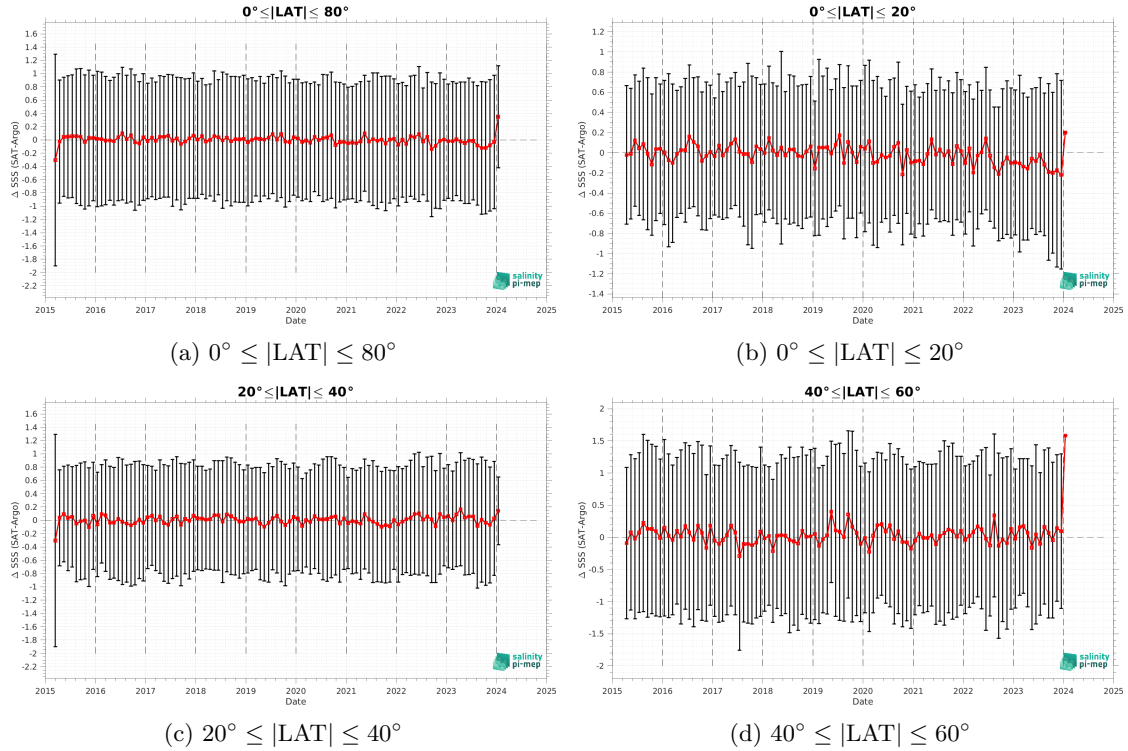 0°≤|LAT|≤ 80°
Δ SSS (SAT-Argo)
1.6
1.4
1.2
1
0.8
0.6
0.4
0.2
0
-0.2
-0.4
-0.6
-0.8
-1
-1.2
-1.4
-1.6
-1.8
-2
-2.2
2015 2016 2017 2018 2019 2020 2021 2022 2023 2024 2025
Date
salinity
pi-mep
(a) 0° ≤ |LAT| ≤ 80°
0°≤|LAT|≤ 20°
Δ SSS (SAT-Argo)
1.2
1
0.8
0.6
0.4
0.2
0
-0.2
-0.4
-0.6
-0.8
-1
-1.2
-1.4
2015 2016 2017 2018 2019 2020 2021 2022 2023 2024 2025
Date
salinity
pi-mep
(b) 0° ≤ |LAT| ≤ 20°
20°≤|LAT|≤ 40°
Δ SSS (SAT-Argo)
1.6
1.4
1.2
1
0.8
0.6
0.4
0.2
0
-0.2
-0.4
-0.6
-0.8
-1
-1.2
-1.4
-1.6
-1.8
-2
-2.2
2015 2016 2017 2018 2019 2020 2021 2022 2023 2024 2025
Date
salinity
pi-mep
(c) 20° ≤ |LAT| ≤ 40°
40°≤|LAT|≤ 60°
Δ SSS (SAT-Argo)
2
1.5
1
0.5
0
-0.5
-1
-1.5
-2
2015 2016 2017 2018 2019 2020 2021 2022 2023 2024 2025
Date
salinity
pi-mep
(d) 40° ≤ |LAT| ≤ 60°